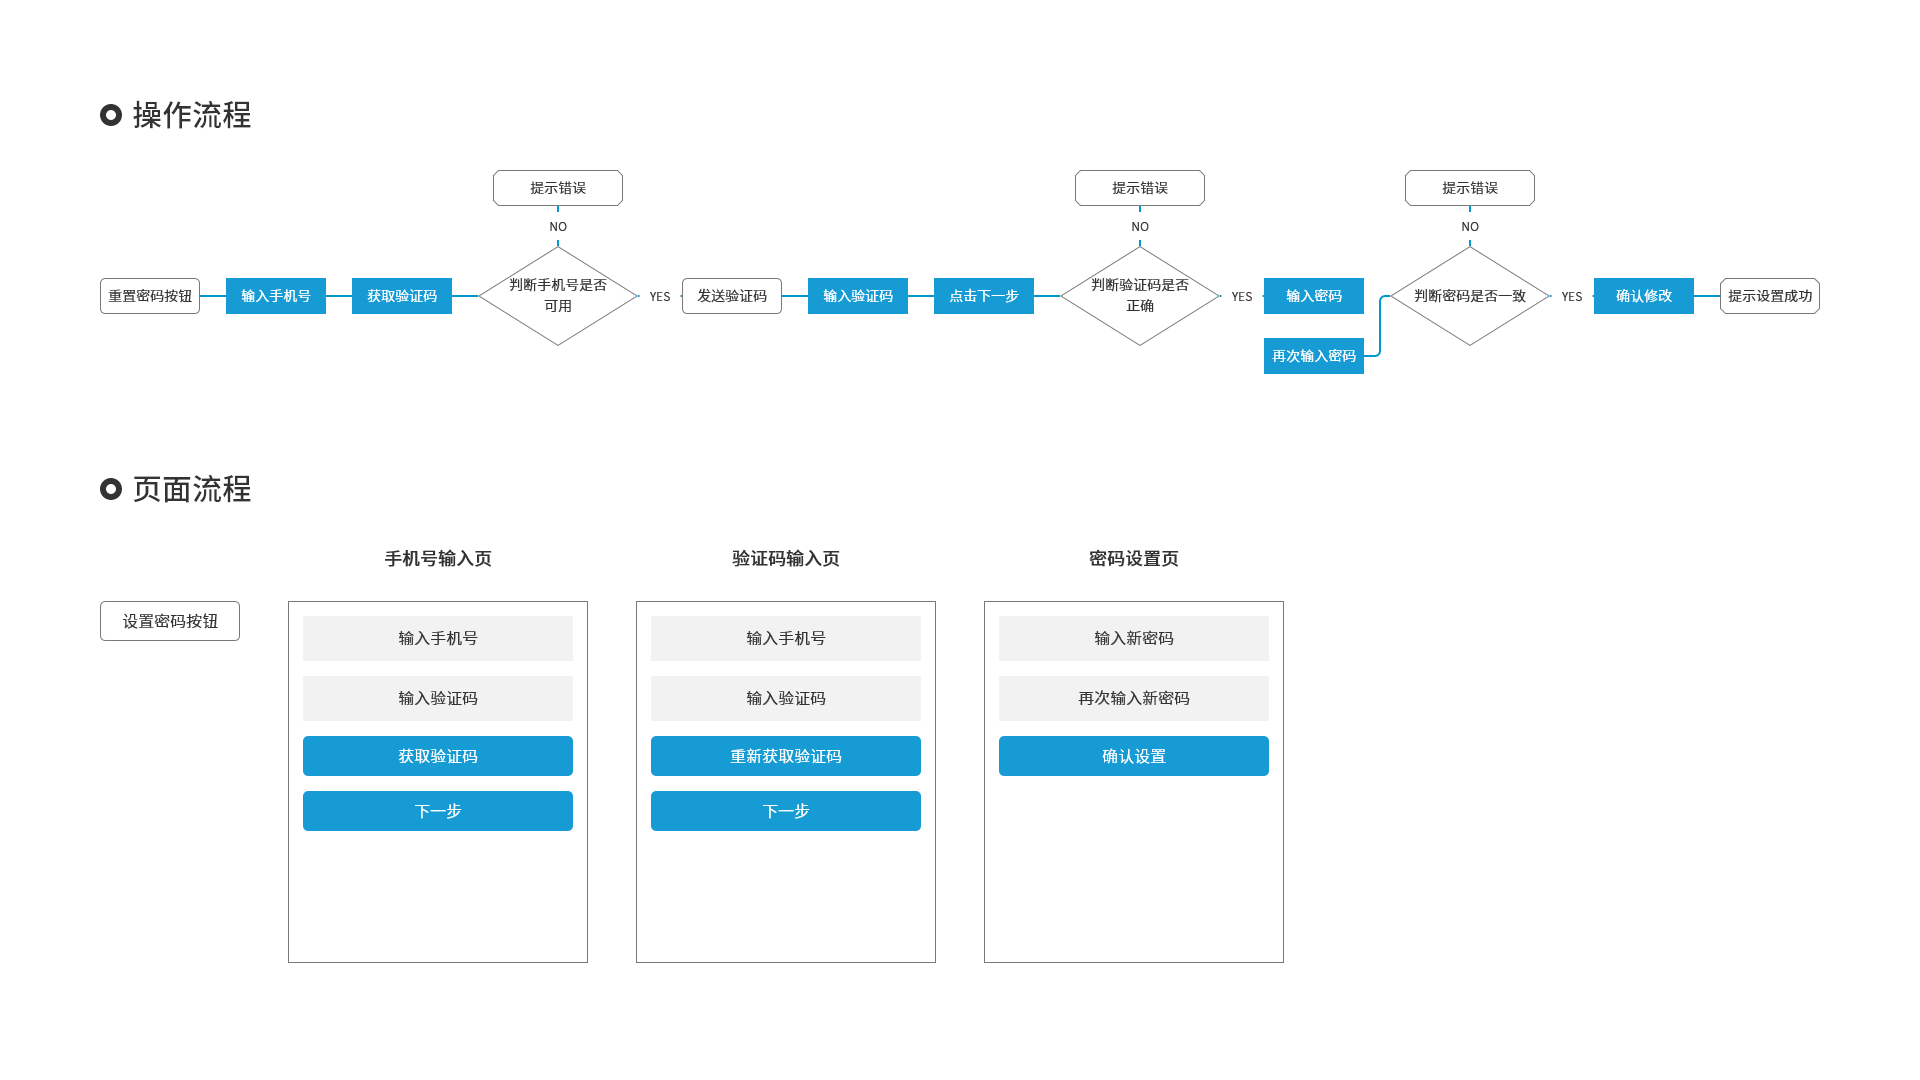 操作流程
提示错误
提示错误
提示错误
NO
NO
NO
重置密码按钮
输入手机号
获取验证码
判断手机号是否
可用
YES
发送验证码
输入验证码
点击下一步
判断验证码是否
正确
YES
输入密码
判断密码是否一致
YES
确认修改
提示设置成功
再次输入密码
页面流程
手机号输入页
验证码输入页
密码设置页
设置密码按钮
输入手机号
输入验证码
获取验证码
下一步
输入手机号
输入验证码
重新获取验证码
下一步
输入新密码
再次输入新密码
确认设置